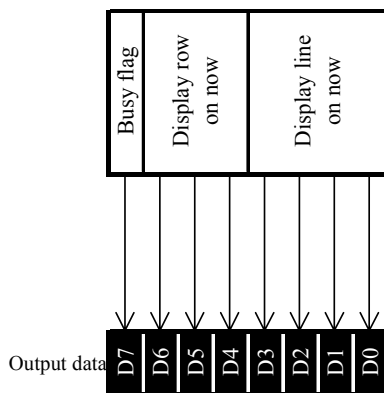 Busy flag
Display row
on now
Display line
on now
Output data
D7
D6
D5
D4
D3
D2
D1
D0